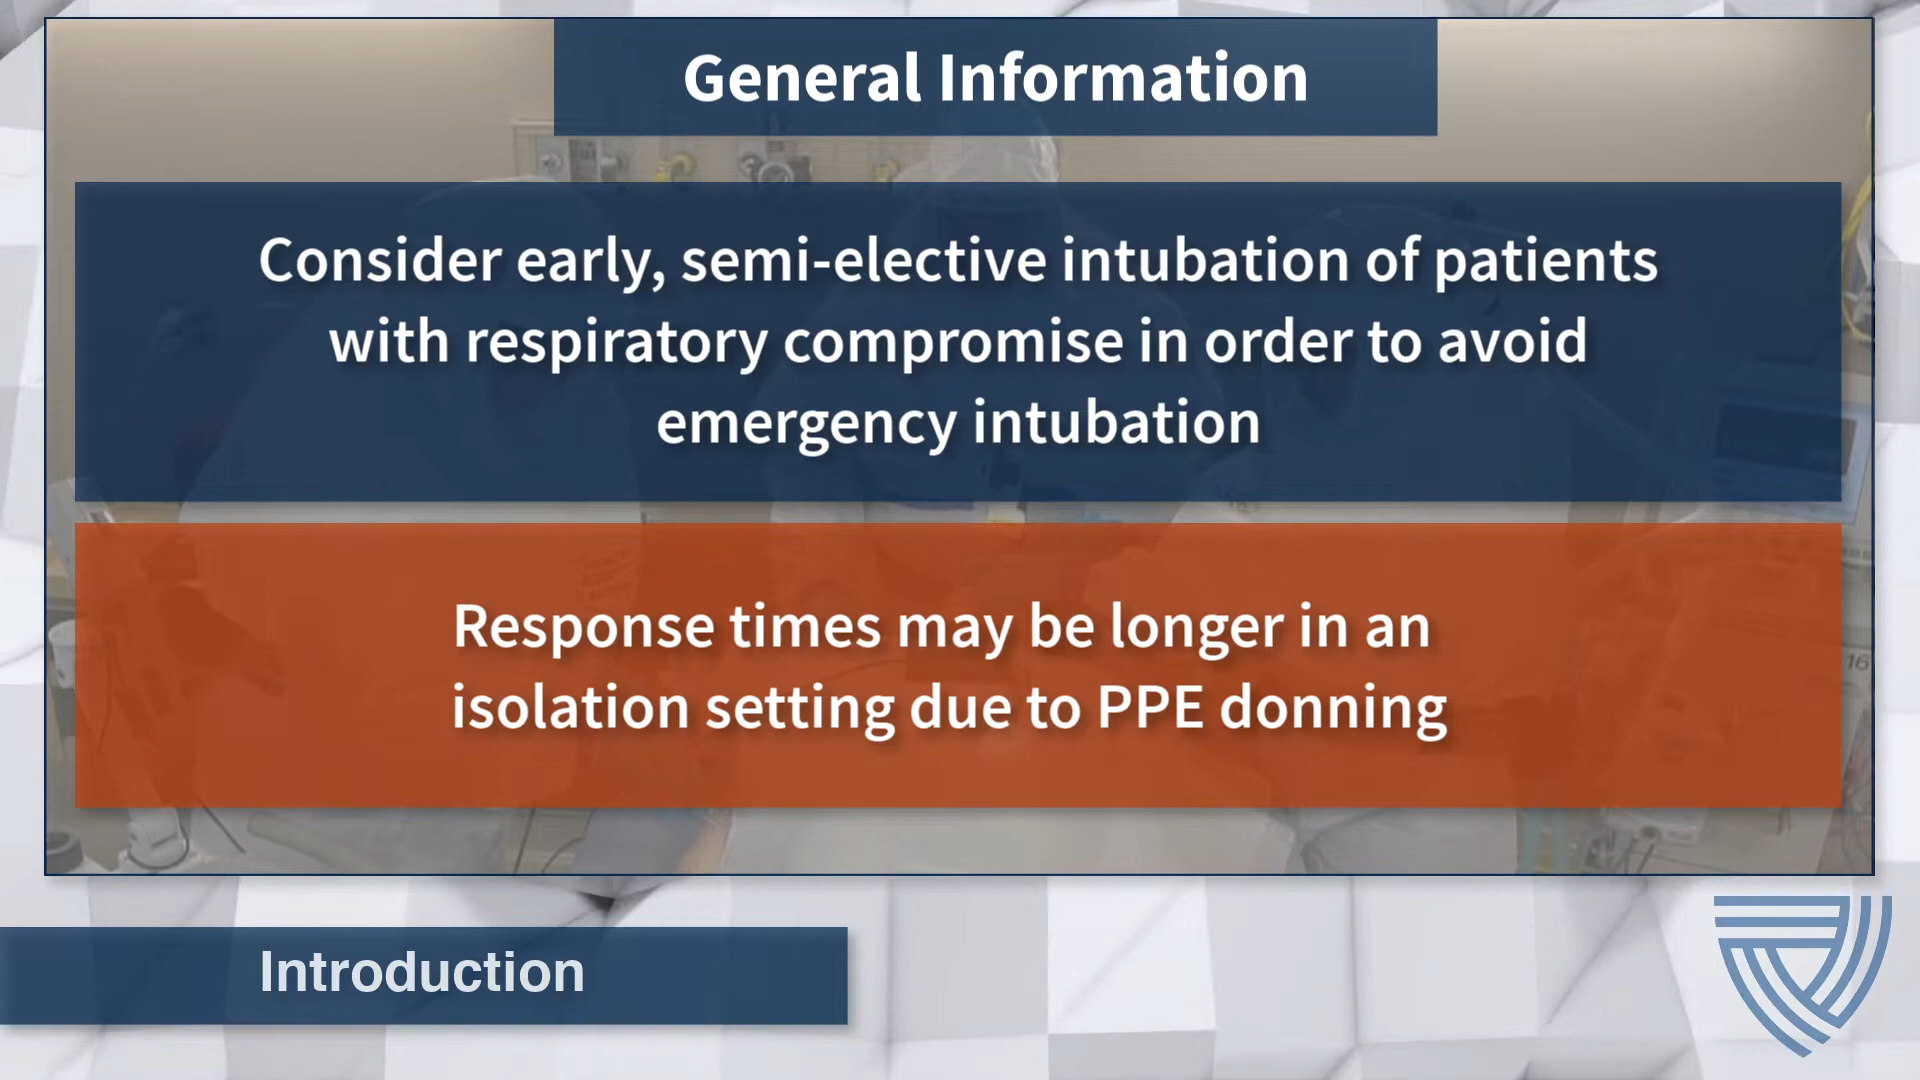 General Information
Consider early, semi-elective intubation of patients
with respiratory compromise in order to avoid
emergency intubation
Response times may be longer in an
isolation setting due to PPE donning
16
Introduction